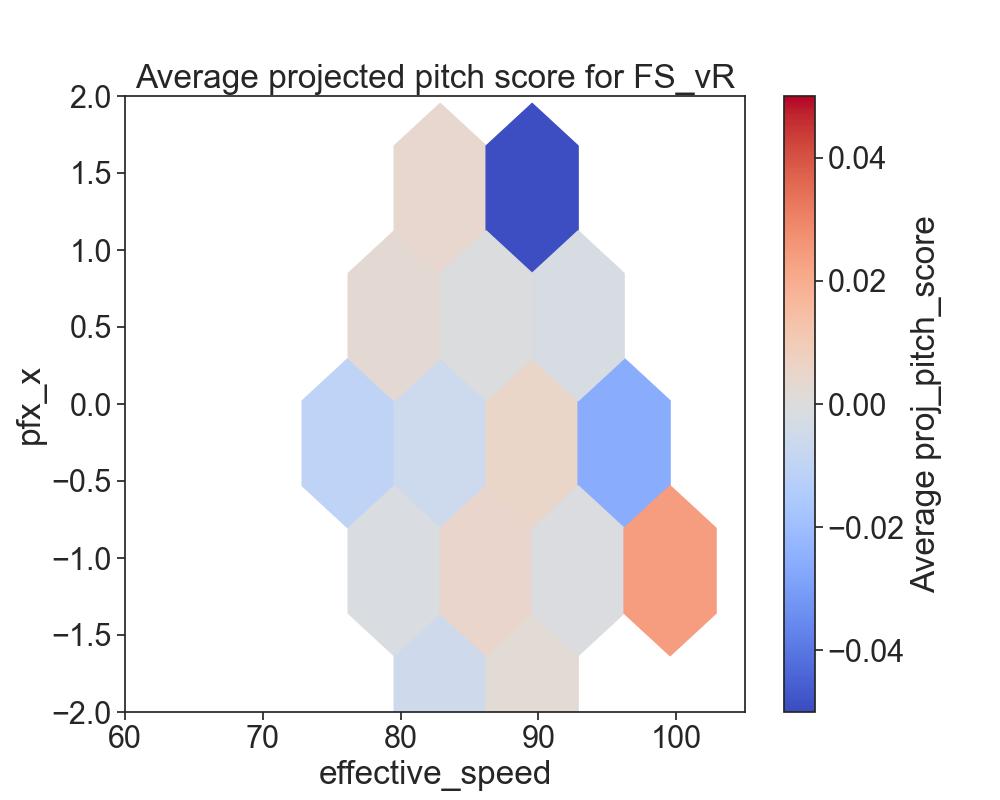 Average projected pitch score for FS_vR
2.0
1.5
1.0
0.5
0.0
−0.5
−1.0
−1.5
−2.0
pfx_x
60 70 80 90 100
effective_speed
0.04
0.02
0.00
−0.02
−0.04
Average proj_pitch_score